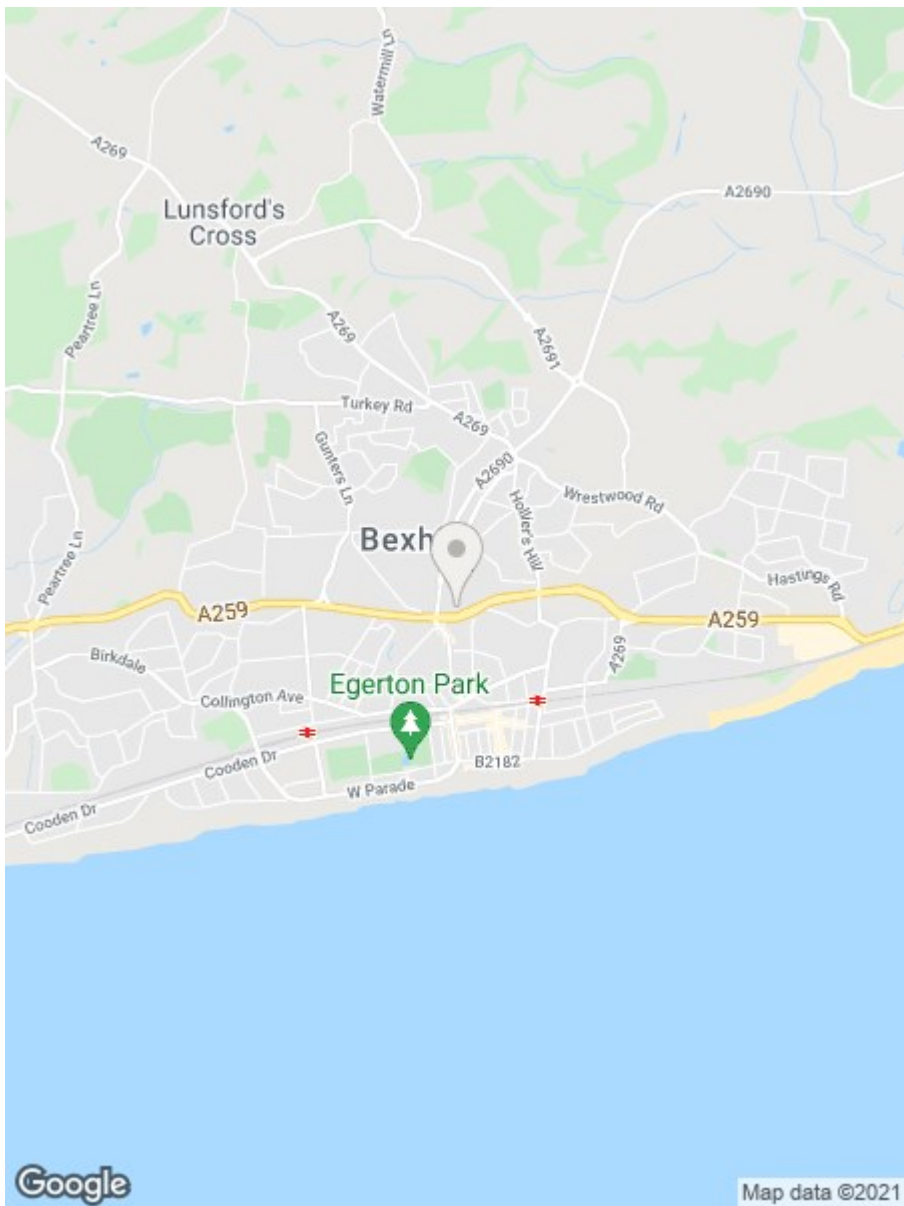 Watermill Ln
A269
A2690
Lunsford's
Cross
Peartree Ln
A269
A2691
Turkey Rd
A269
Gunters Ln
A2690
Wrestwood Rd
Hollier's Hill
Bexh
Peartree Ln
Hastings Rd
A259
A259
Birkdale
A269
Egerton Park
Collington Ave
Cooden Dr
B2182
W Parade
Cooden Dr
Google
Map data ©2021